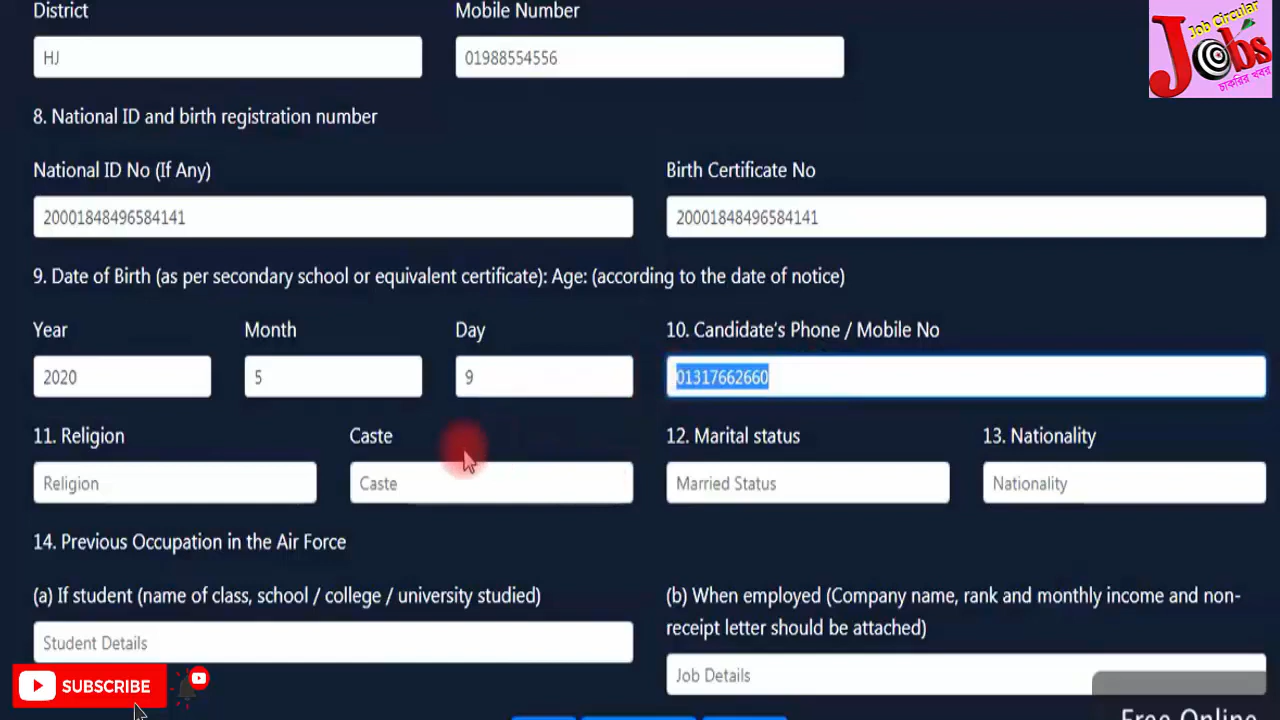 District
Mobile Number
Job Circular
Jobs
চাকরির খবর
HJ
01988554556
8. National ID and birth registration number
National ID No (If Any)
Birth Certificate No
20001848496584141
20001848496584141
9. Date of Birth (as per secondary school or equivalent certificate): Age: (according to the date of notice)
Year
Month
Day
10. Candidate's Phone / Mobile No
2020
5
9
01317662660
11. Religion
Caste
12. Marital status
13. Nationality
Religion
Caste
Married Status
Nationality
14. Previous Occupation in the Air Force
(a) If student (name of class, school / college / university studied)
(b) When employed (Company name, rank and monthly income and non-
receipt letter should be attached)
Student Details
Job Details
SUBSCRIBE
Free Online